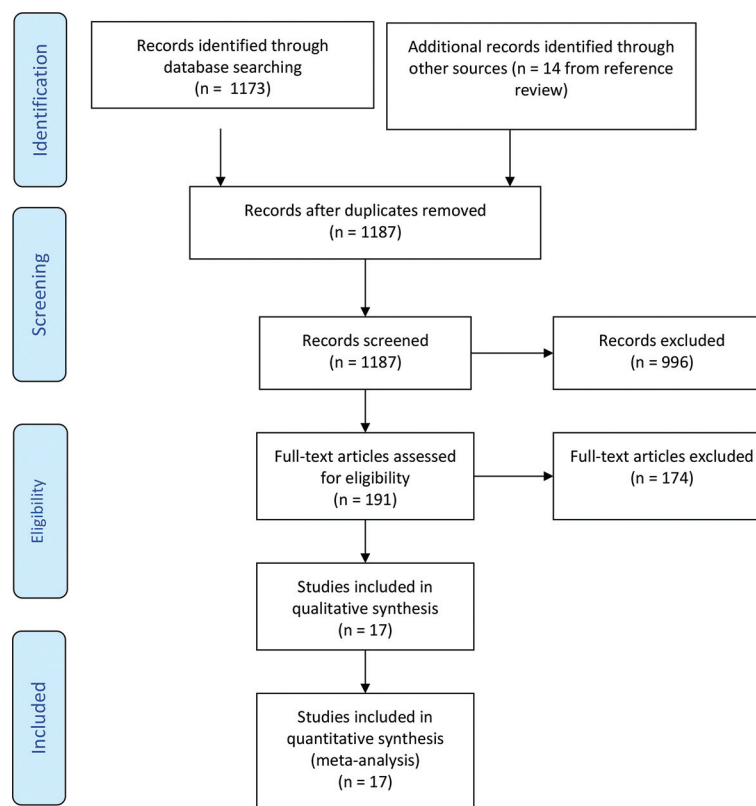 Identification
Records identified through
database searching
(n =  1173)
Additional records identified through
other sources (n = 14 from reference
review)
Records after duplicates removed
(n = 1187)
Screening
Records screened
(n = 1187)
Records excluded
(n = 996)
Eligibility
Full-text articles assessed
for eligibility
(n = 191)
Full-text articles excluded
(n = 174)
Studies included in
qualitative synthesis
(n = 17)
Included
Studies included in
quantitative synthesis
(meta-analysis)
(n = 17)